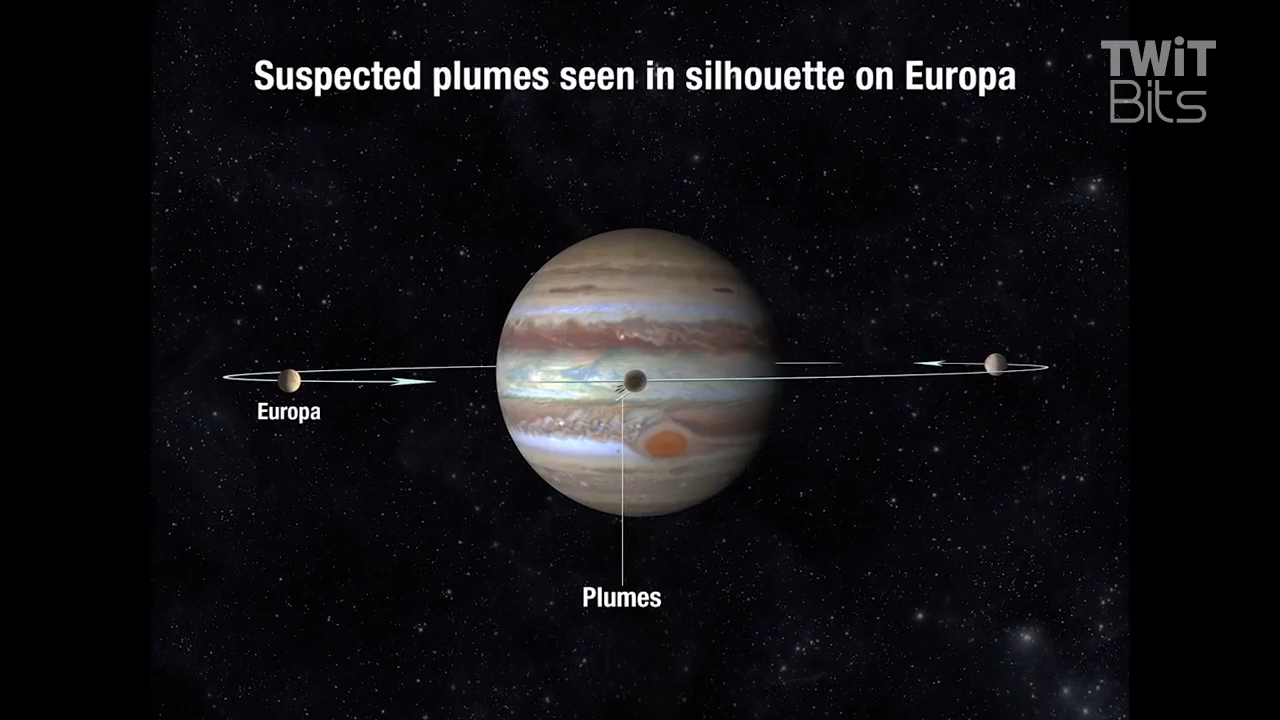 Suspected plumes seen in silhouette on Europa
TWiT
Bits
Europa
Plumes